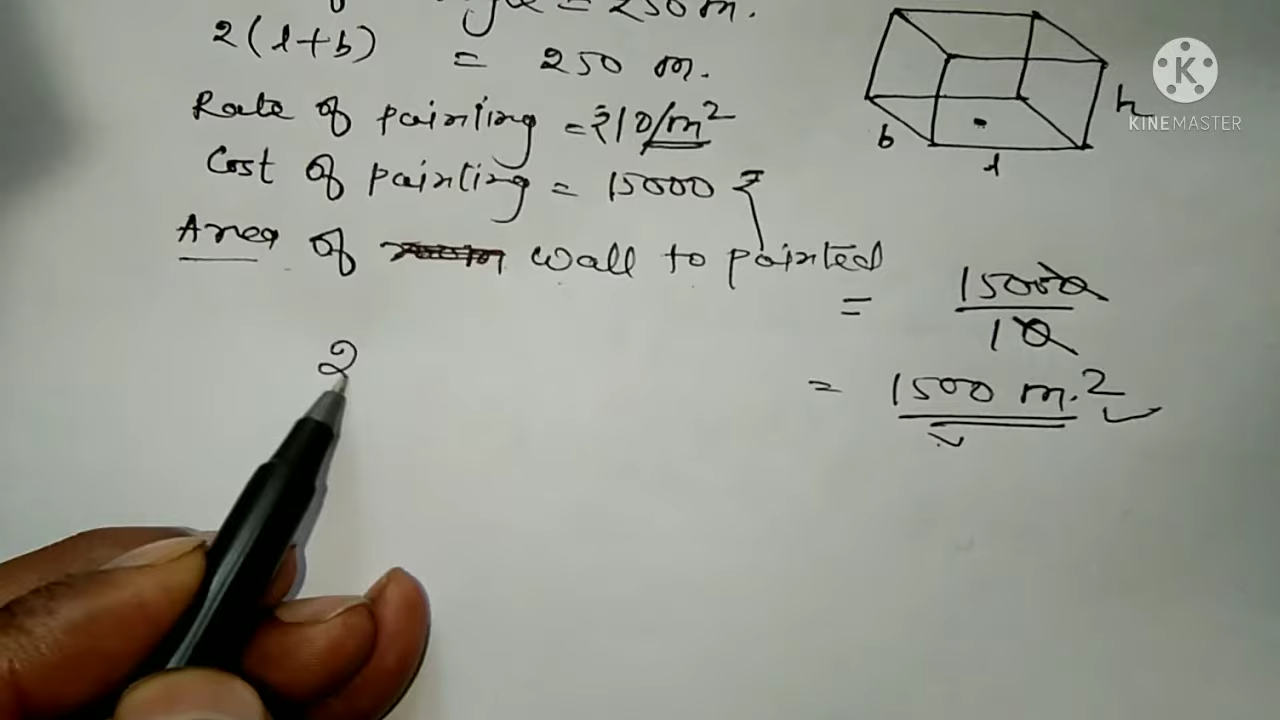 = 250 m.
2(l+b) = 250 m.
Rate of painting = ₹10/m²
Cost of painting = 15000 ₹
Area of wall to painted
= 15000
10
= 1500 m.²
2
b
l
h
K
KINEMASTER